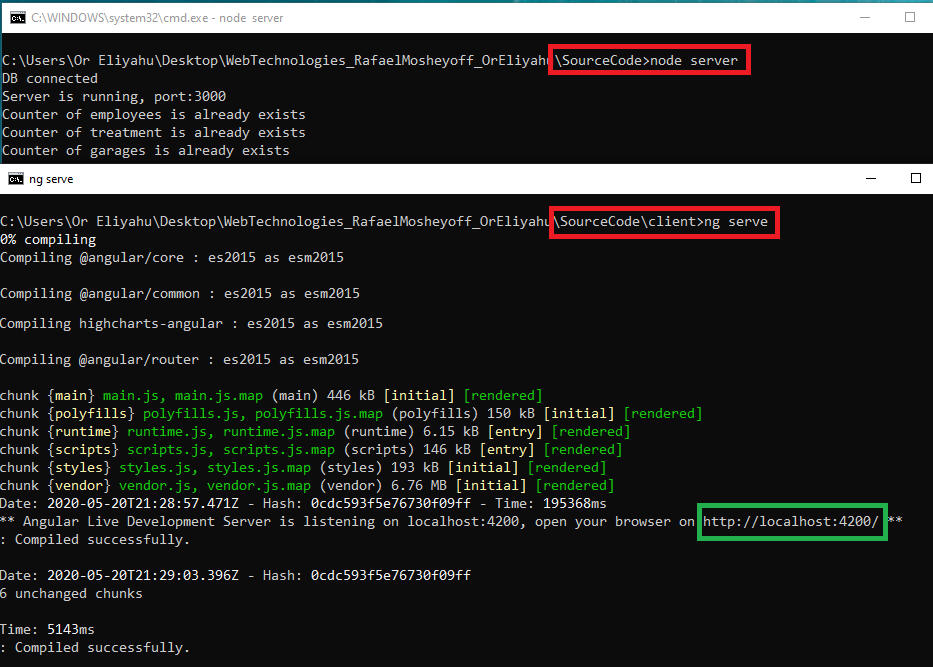 C:\WINDOWS\system32\cmd.exe - node server
C:\Users\Or Eliyahu\Desktop\WebTechnologies_RafaelMosheyoff_OrEliyahu\SourceCode>node server
DB connected
Server is running, port:3000
Counter of employees is already exists
Counter of treatment is already exists
Counter of garages is already exists
ng serve
C:\Users\Or Eliyahu\Desktop\WebTechnologies_RafaelMosheyoff_OrEliyahu\SourceCode\client>ng serve
0% compiling
Compiling @angular/core : es2015 as esm2015
Compiling @angular/common : es2015 as esm2015
Compiling highcharts-angular : es2015 as esm2015
Compiling @angular/router : es2015 as esm2015
chunk {main} main.js, main.js.map (main) 446 kB [initial] [rendered]
chunk {polyfills} polyfills.js, polyfills.js.map (polyfills) 150 kB [initial] [rendered]
chunk {runtime} runtime.js, runtime.js.map (runtime) 6.15 kB [entry] [rendered]
chunk {scripts} scripts.js, scripts.js.map (scripts) 146 kB [entry] [rendered]
chunk {styles} styles.js, styles.js.map (styles) 193 kB [initial] [rendered]
chunk {vendor} vendor.js, vendor.js.map (vendor) 6.76 MB [initial] [rendered]
Date: 2020-05-20T21:28:57.471Z - Hash: 0cdc593f5e76730f09ff - Time: 195368ms
** Angular Live Development Server is listening on localhost:4200, open your browser on http://localhost:4200/ **
: Compiled successfully.
Date: 2020-05-20T21:29:03.396Z - Hash: 0cdc593f5e76730f09ff
6 unchanged chunks
Time: 5143ms
: Compiled successfully.